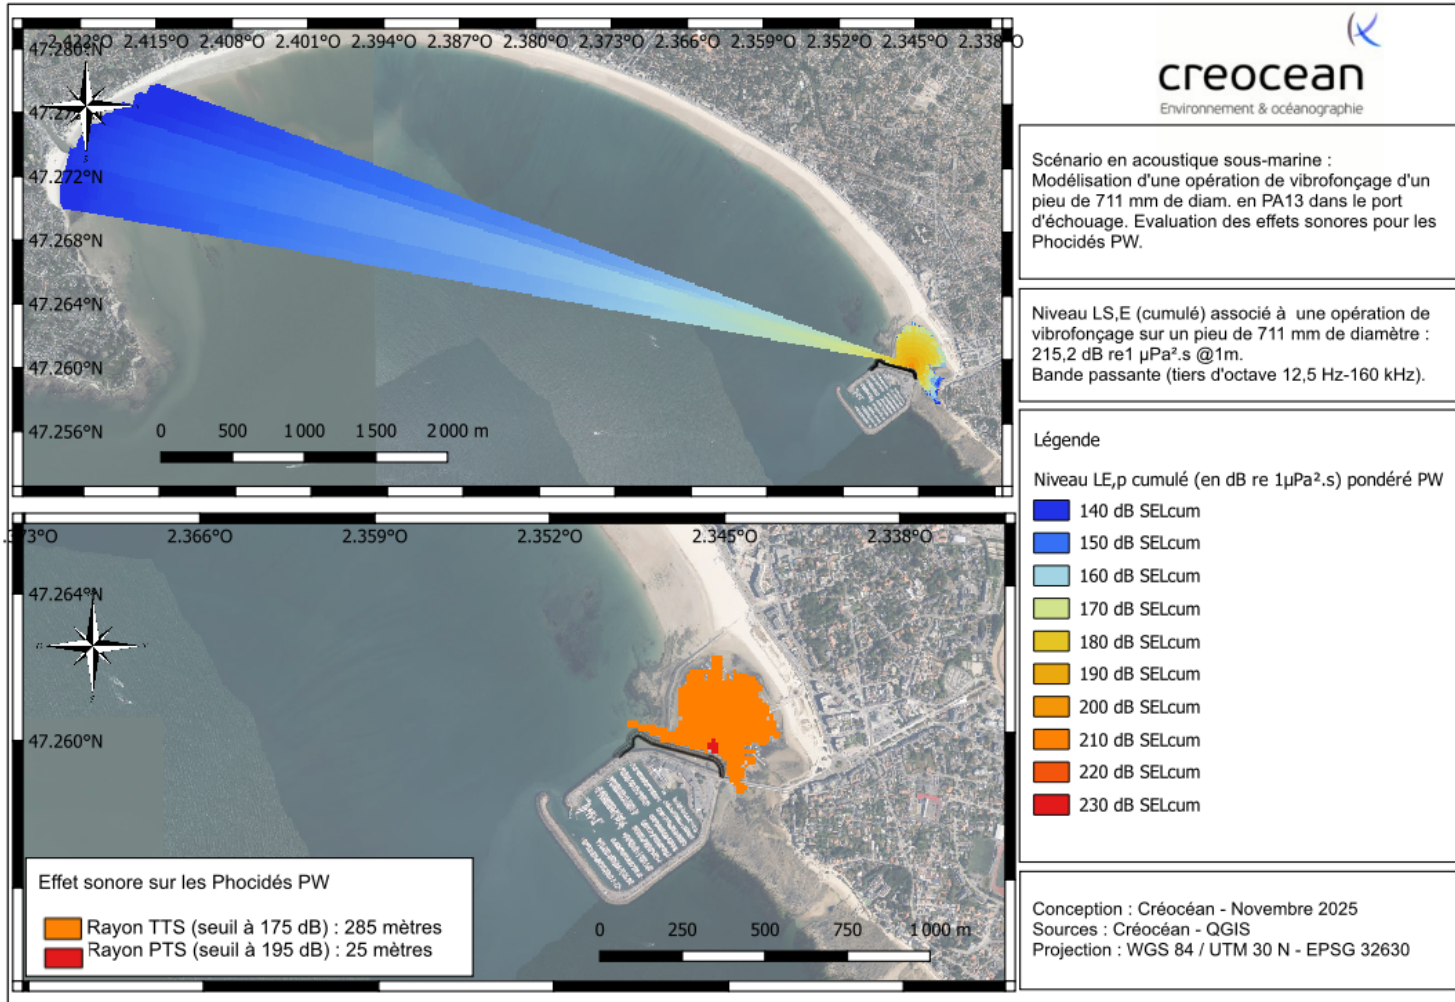 2.422°O 2.415°O 2.408°O 2.401°O 2.394°O 2.387°O 2.380°O 2.373°O 2.366°O 2.359°O 2.352°O 2.345°O 2.338°O
47.280°N
47.272°N
47.268°N
47.264°N
47.260°N
47.256°N
0 500 1 000 1 500 2 000 m
creocean
Environnement & océanographie
Scénario en acoustique sous-marine :
Modélisation d'une opération de vibrofonçage d'un
pieu de 711 mm de diam. en PA13 dans le port
d'échouage. Evaluation des effets sonores pour les
Phocidés PW.
Niveau LS,E (cumulé) associé à une opération de
vibrofonçage sur un pieu de 711 mm de diamètre :
215,2 dB re1 µPa².s @1m.
Bande passante (tiers d'octave 12,5 Hz-160 kHz).
Légende
Niveau LE,p cumulé (en dB re 1µPa².s) pondéré PW
140 dB SELcum
150 dB SELcum
160 dB SELcum
170 dB SELcum
180 dB SELcum
190 dB SELcum
200 dB SELcum
210 dB SELcum
220 dB SELcum
230 dB SELcum
.373°O 2.366°O 2.359°O 2.352°O 2.345°O 2.338°O
47.264°N
47.260°N
Effet sonore sur les Phocidés PW
Rayon TTS (seuil à 175 dB) : 285 mètres
Rayon PTS (seuil à 195 dB) : 25 mètres
0 250 500 750 1 000 m
Conception : Créocéan - Novembre 2025
Sources : Créocéan - QGIS
Projection : WGS 84 / UTM 30 N - EPSG 32630